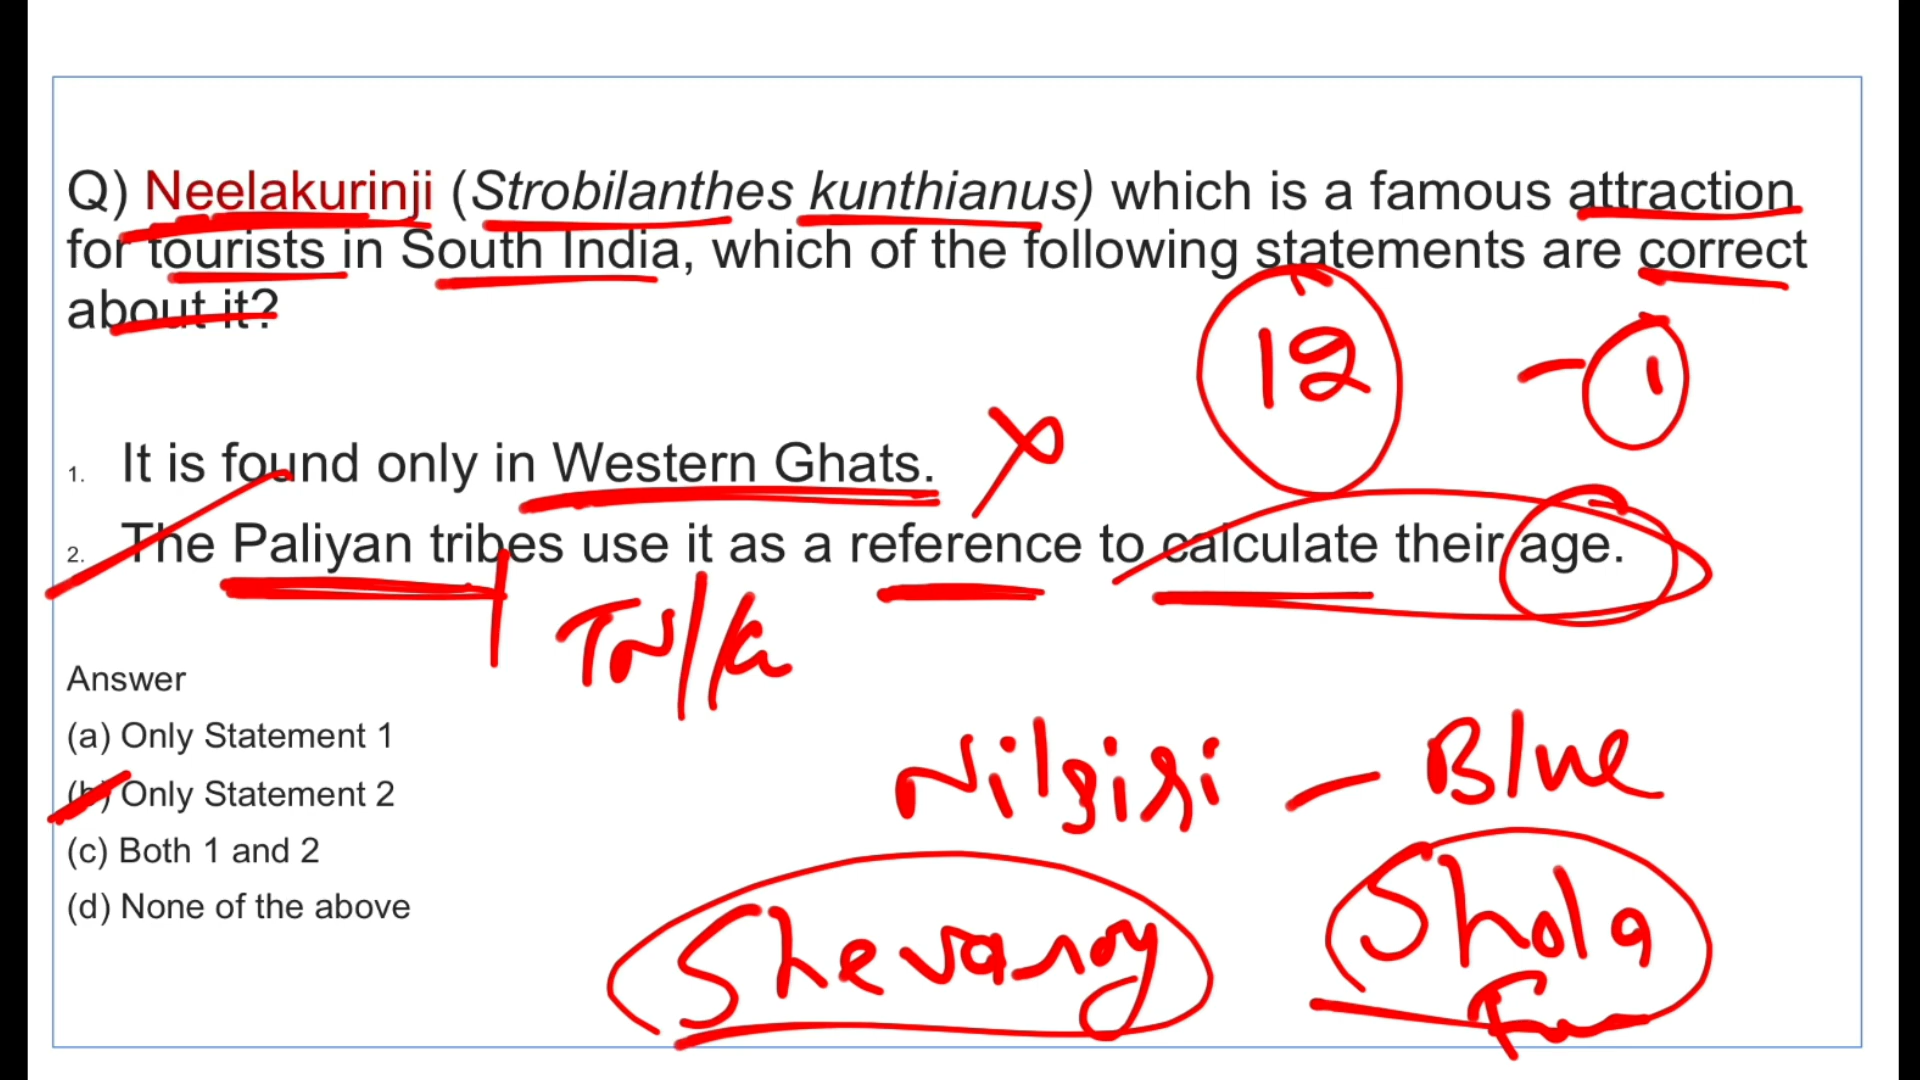 Q) Neelakurinji (Strobilanthes kunthianus) which is a famous attraction
for tourists in South India, which of the following statements are correct
about it?
12 - 1
1. It is found only in Western Ghats.
2. The Paliyan tribes use it as a reference to calculate their age.
TN/Ke
Answer
(a) Only Statement 1
(b) Only Statement 2
(c) Both 1 and 2
(d) None of the above
Nilgiri - Blue
Shevaroy
Shola